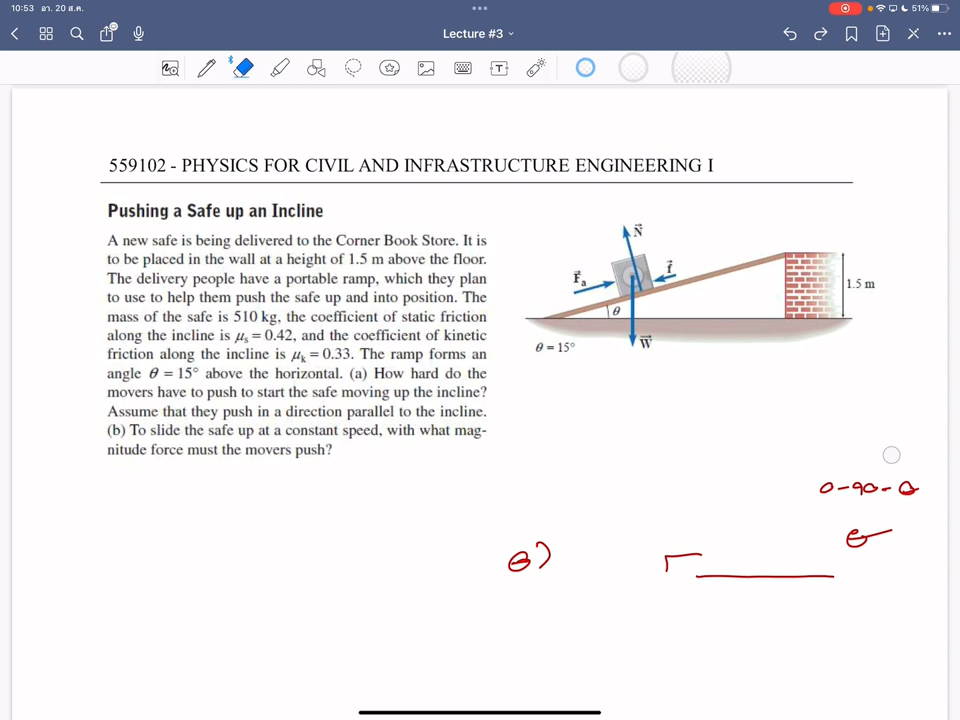 10:53 อา. 20 ส.ค.
51%
Lecture #3
559102 - PHYSICS FOR CIVIL AND INFRASTRUCTURE ENGINEERING I
Pushing a Safe up an Incline
A new safe is being delivered to the Corner Book Store. It is
to be placed in the wall at a height of 1.5 m above the floor.
The delivery people have a portable ramp, which they plan
to use to help them push the safe up and into position. The
mass of the safe is 510 kg, the coefficient of static friction
along the incline is μs = 0.42, and the coefficient of kinetic
friction along the incline is μk = 0.33. The ramp forms an
angle θ = 15° above the horizontal. (a) How hard do the
movers have to push to start the safe moving up the incline?
Assume that they push in a direction parallel to the incline.
(b) To slide the safe up at a constant speed, with what mag-
nitude force must the movers push?
N⃗
F⃗a
f⃗
θ
1.5 m
W⃗
θ = 15°